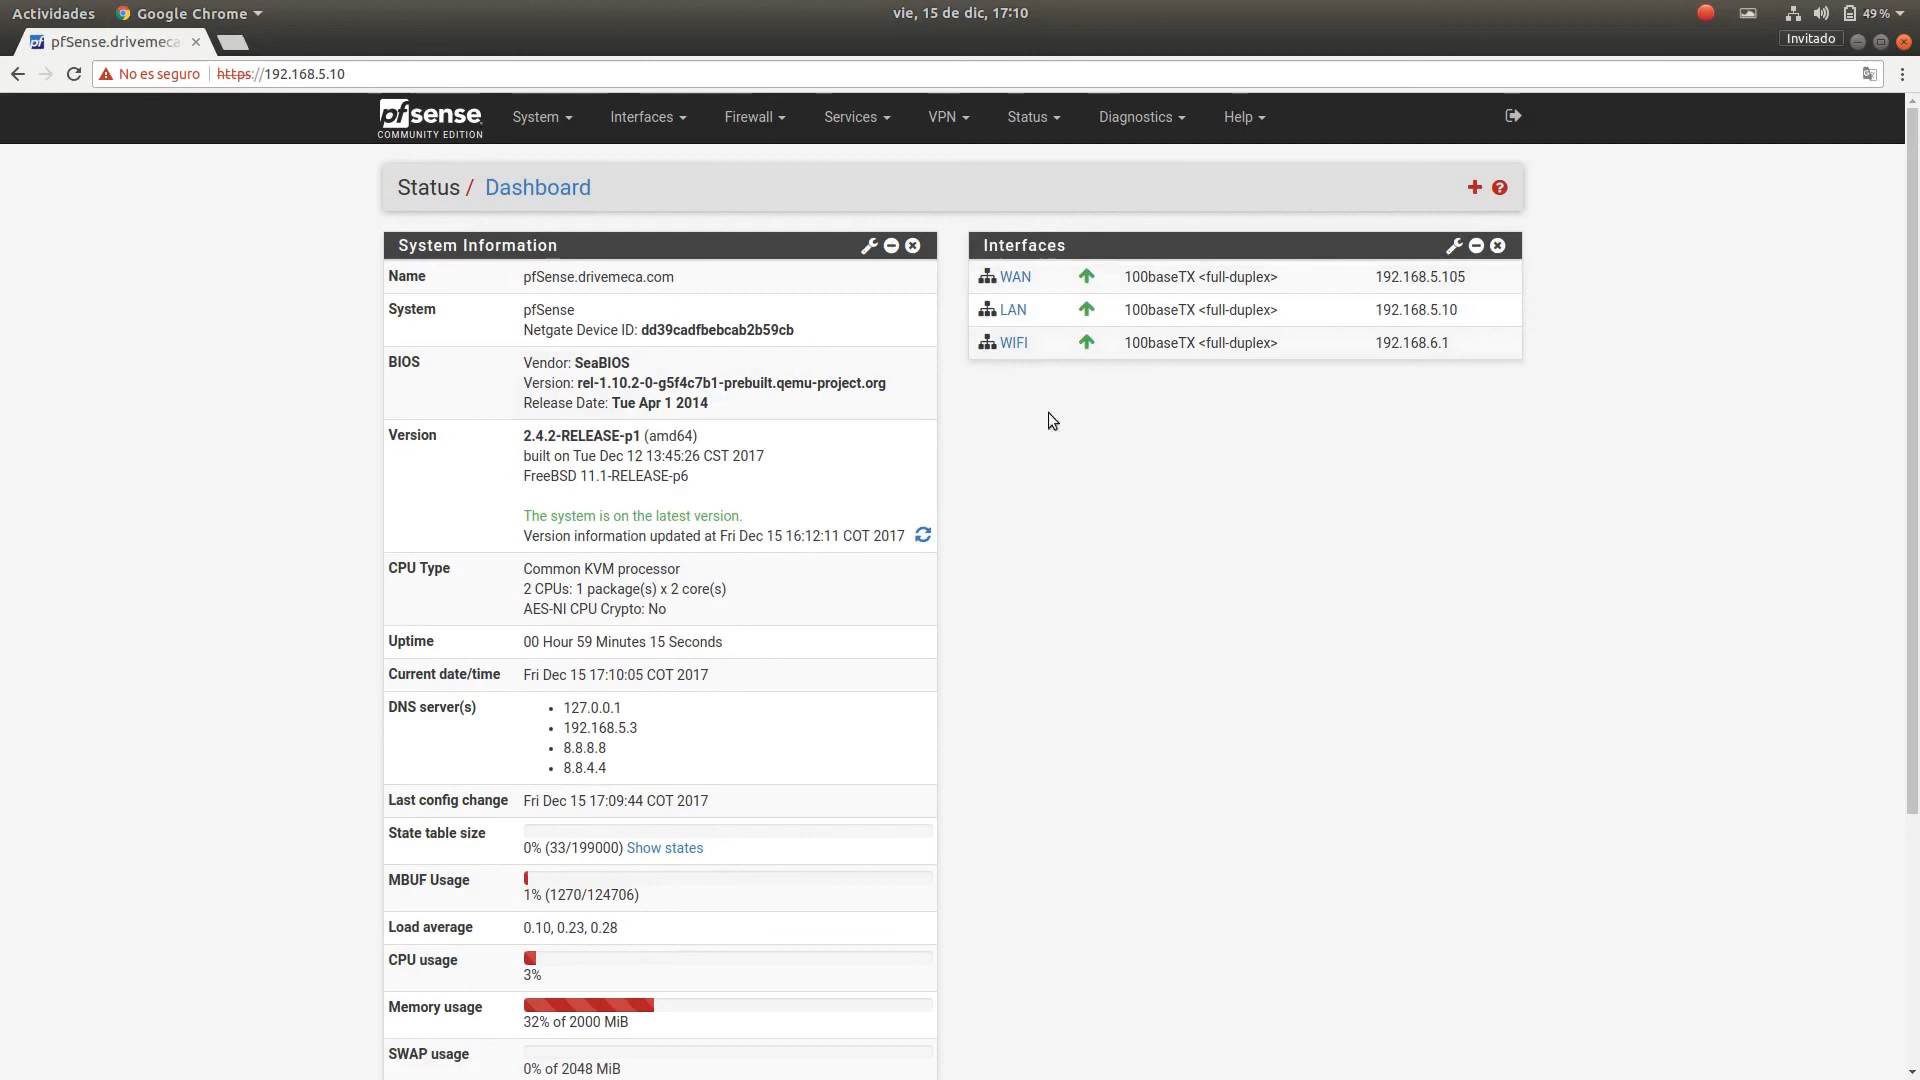 Actividades
Google Chrome
vie, 15 de dic, 17:10
49 %
pfSense.drivemeca
Invitado
No es seguro
https://192.168.5.10
pfsense
COMMUNITY EDITION
System
Interfaces
Firewall
Services
VPN
Status
Diagnostics
Help
Status / Dashboard
System Information
Name
pfSense.drivemeca.com
System
pfSense
Netgate Device ID: dd39cadfbebcab2b59cb
BIOS
Vendor: SeaBIOS
Version: rel-1.10.2-0-g5f4c7b1-prebuilt.qemu-project.org
Release Date: Tue Apr 1 2014
Version
2.4.2-RELEASE-p1 (amd64)
built on Tue Dec 12 13:45:26 CST 2017
FreeBSD 11.1-RELEASE-p6
The system is on the latest version.
Version information updated at Fri Dec 15 16:12:11 COT 2017
CPU Type
Common KVM processor
2 CPUs: 1 package(s) x 2 core(s)
AES-NI CPU Crypto: No
Uptime
00 Hour 59 Minutes 15 Seconds
Current date/time
Fri Dec 15 17:10:05 COT 2017
DNS server(s)
127.0.0.1
192.168.5.3
8.8.8.8
8.8.4.4
Last config change
Fri Dec 15 17:09:44 COT 2017
State table size
0% (33/199000) Show states
MBUF Usage
1% (1270/124706)
Load average
0.10, 0.23, 0.28
CPU usage
3%
Memory usage
32% of 2000 MiB
SWAP usage
0% of 2048 MiB
Interfaces
WAN 100baseTX <full-duplex> 192.168.5.105
LAN 100baseTX <full-duplex> 192.168.5.10
WIFI 100baseTX <full-duplex> 192.168.6.1